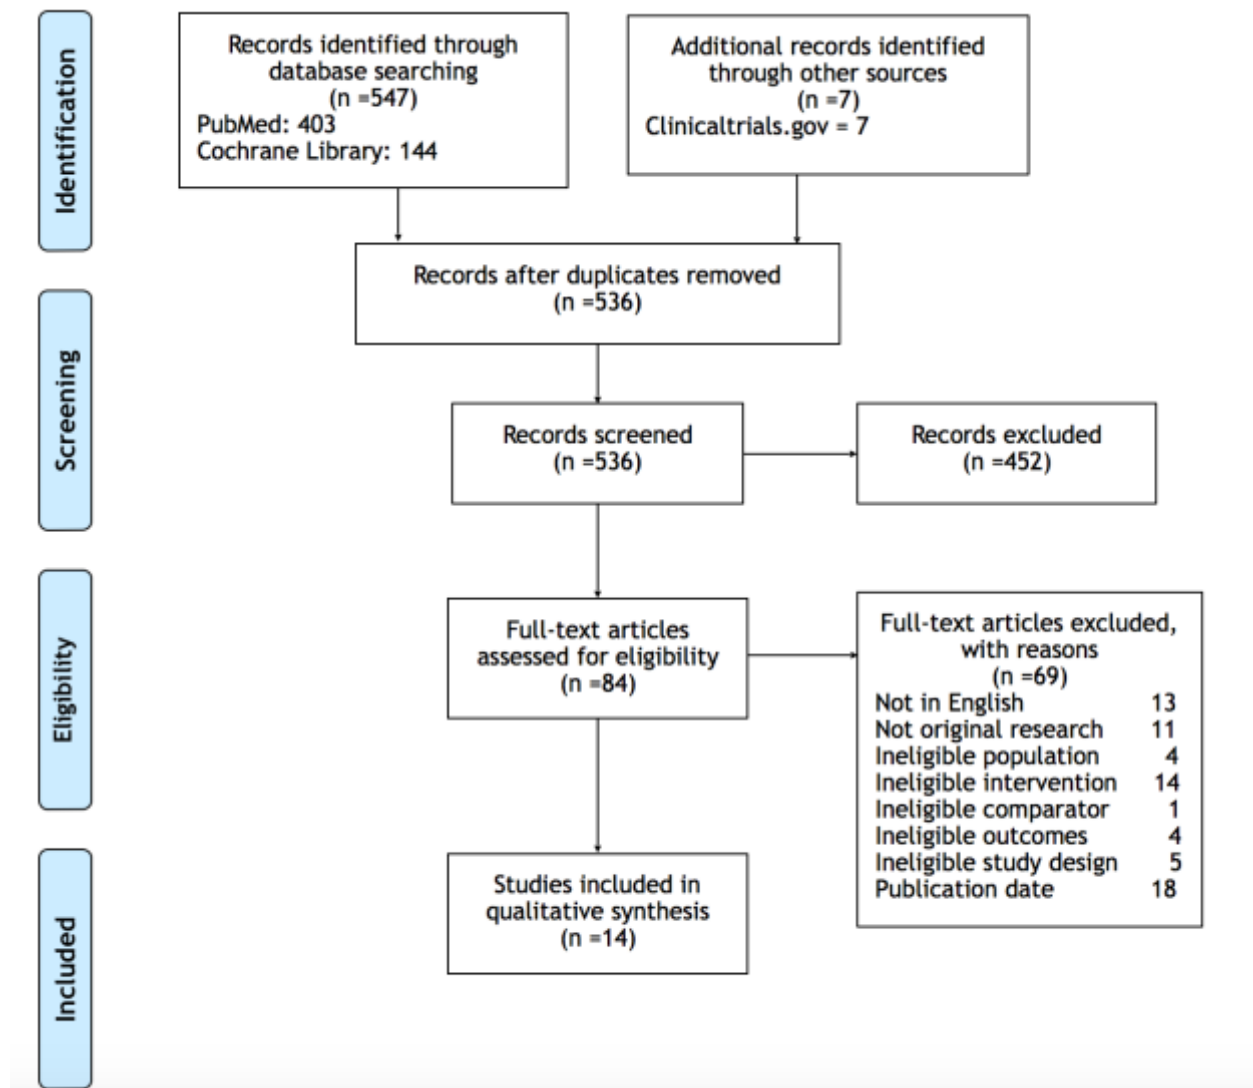 Identification
Records identified through
database searching
(n =547)
PubMed: 403
Cochrane Library: 144
Additional records identified
through other sources
(n =7)
Clinicaltrials.gov = 7
Records after duplicates removed
(n =536)
Screening
Records screened
(n =536)
Records excluded
(n =452)
Eligibility
Full-text articles
assessed for eligibility
(n =84)
Full-text articles excluded,
with reasons
(n =69)
Not in English 13
Not original research 11
Ineligible population 4
Ineligible intervention 14
Ineligible comparator 1
Ineligible outcomes 4
Ineligible study design 5
Publication date 18
Included
Studies included in
qualitative synthesis
(n =14)